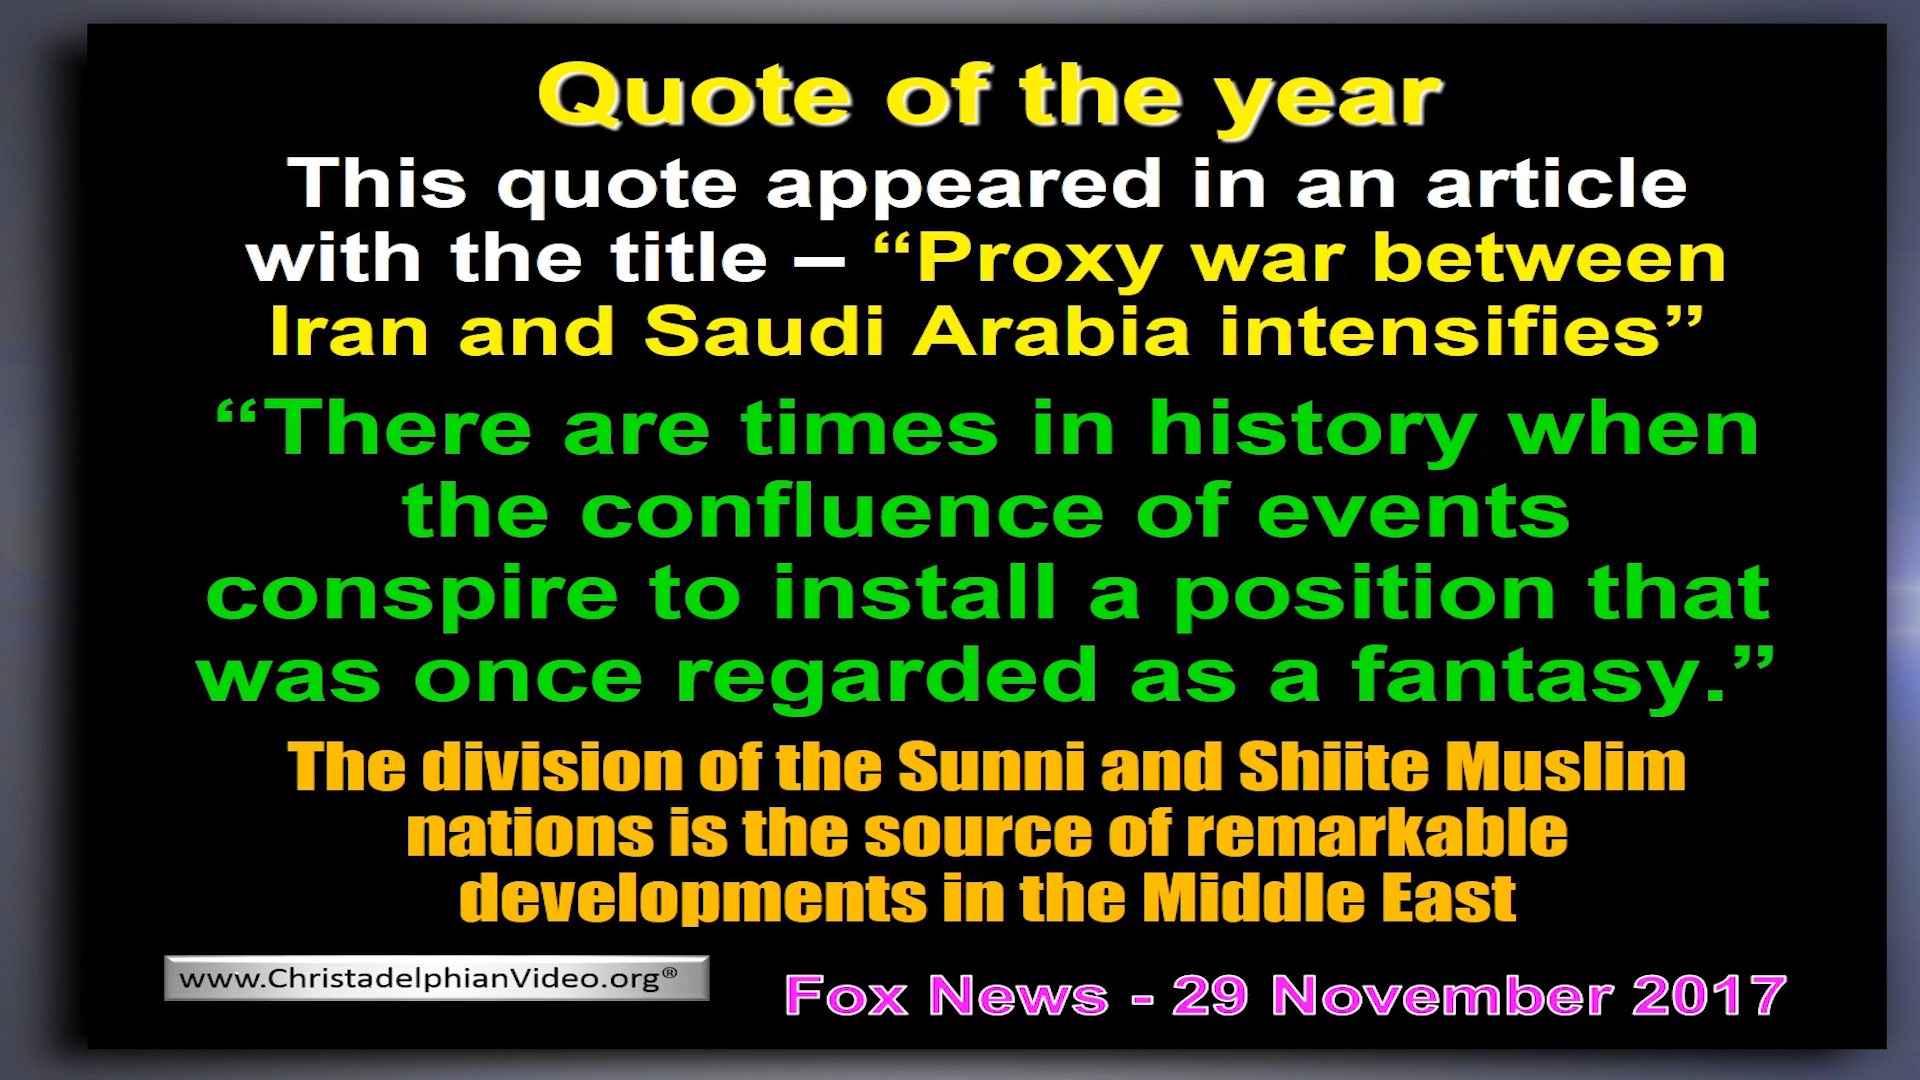 Quote of the year
This quote appeared in an article
with the title – “Proxy war between
Iran and Saudi Arabia intensifies”
“There are times in history when
the confluence of events
conspire to install a position that
was once regarded as a fantasy.”
The division of the Sunni and Shiite Muslim
nations is the source of remarkable
developments in the Middle East
www.ChristadelphianVideo.org®
Fox News - 29 November 2017